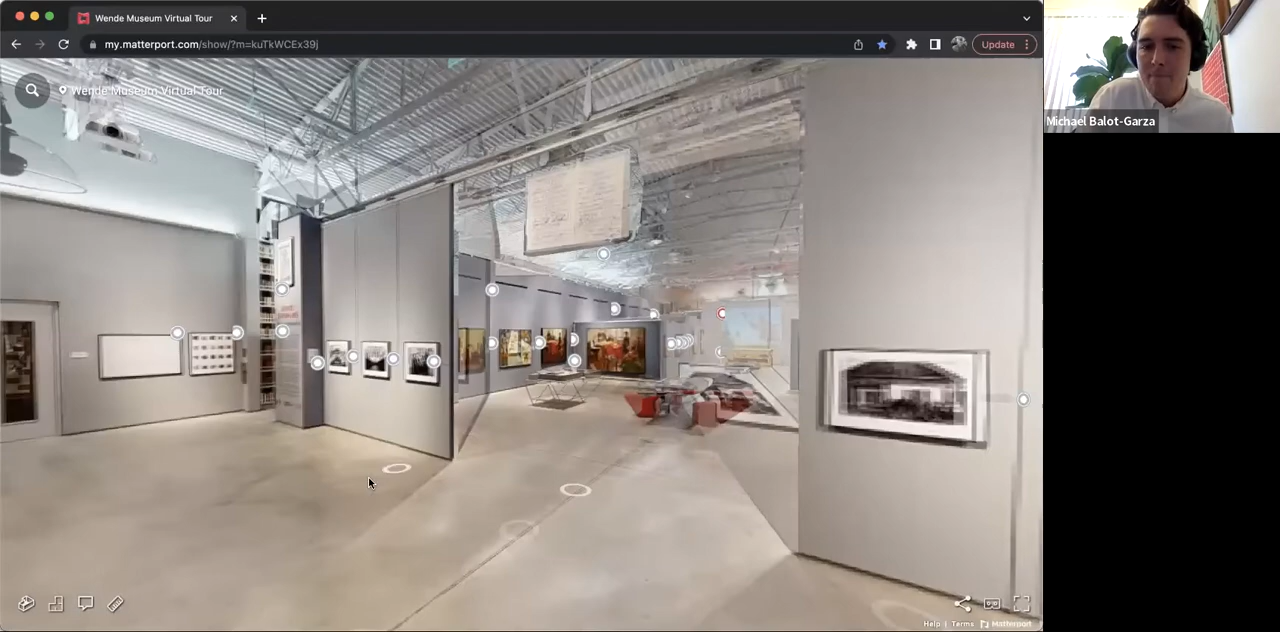 Wende Museum Virtual Tour
my.matterport.com/show/?m=kuTkWCEx39j
Update
Wende Museum Virtual Tour
Michael Balot-Garza
Help | Terms
Matterport